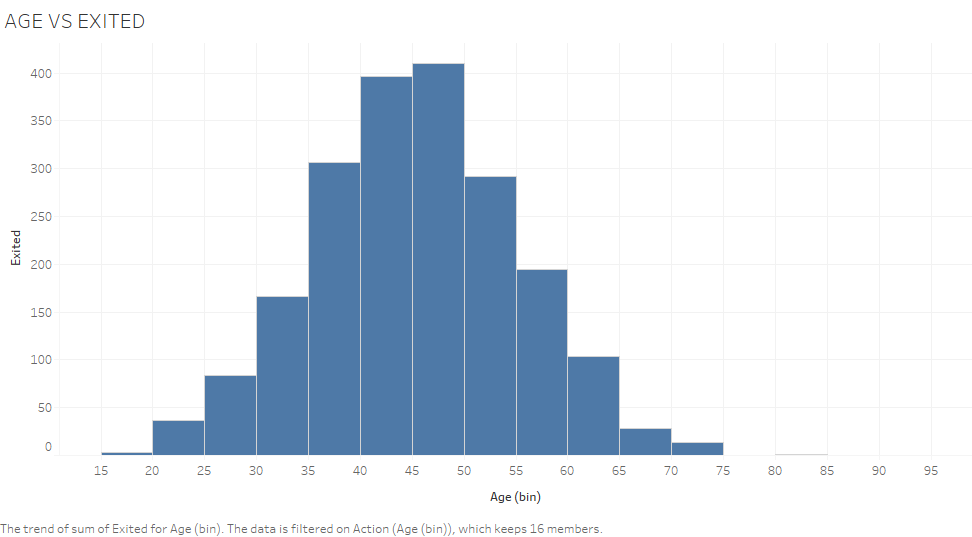 AGE VS EXITED
400
350
300
250
200
150
100
50
0
Exited
15 20 25 30 35 40 45 50 55 60 65 70 75 80 85 90 95
Age (bin)
The trend of sum of Exited for Age (bin). The data is filtered on Action (Age (bin)), which keeps 16 members.